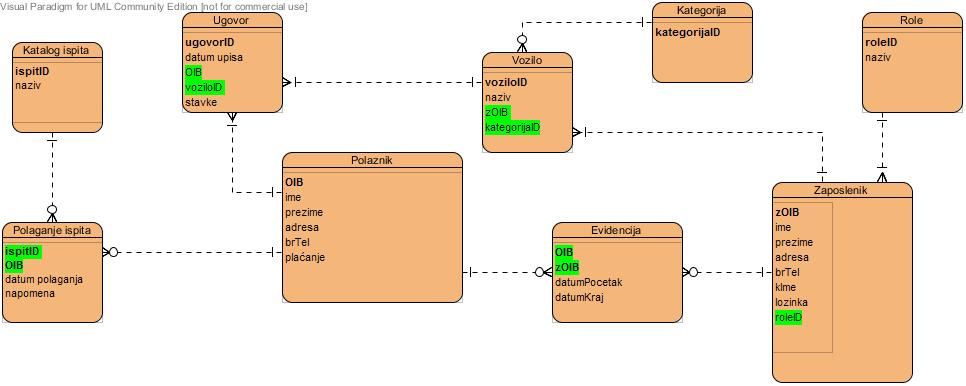 Visual Paradigm for UML Community Edition [not for commercial use]
Katalog ispita
ispitID
naziv
Ugovor
ugovorID
datum upisa
OIB
voziloID
stavke
Vozilo
voziloID
naziv
zOIB
kategorijaID
Kategorija
kategorijaID
Role
roleID
naziv
Polaganje ispita
ispitID
OIB
datum polaganja
napomena
Polaznik
OIB
ime
prezime
adresa
brTel
plaćanje
Evidencija
OIB
zOIB
datumPocetak
datumKraj
Zaposlenik
zOIB
ime
prezime
adresa
brTel
kIme
lozinka
roleID